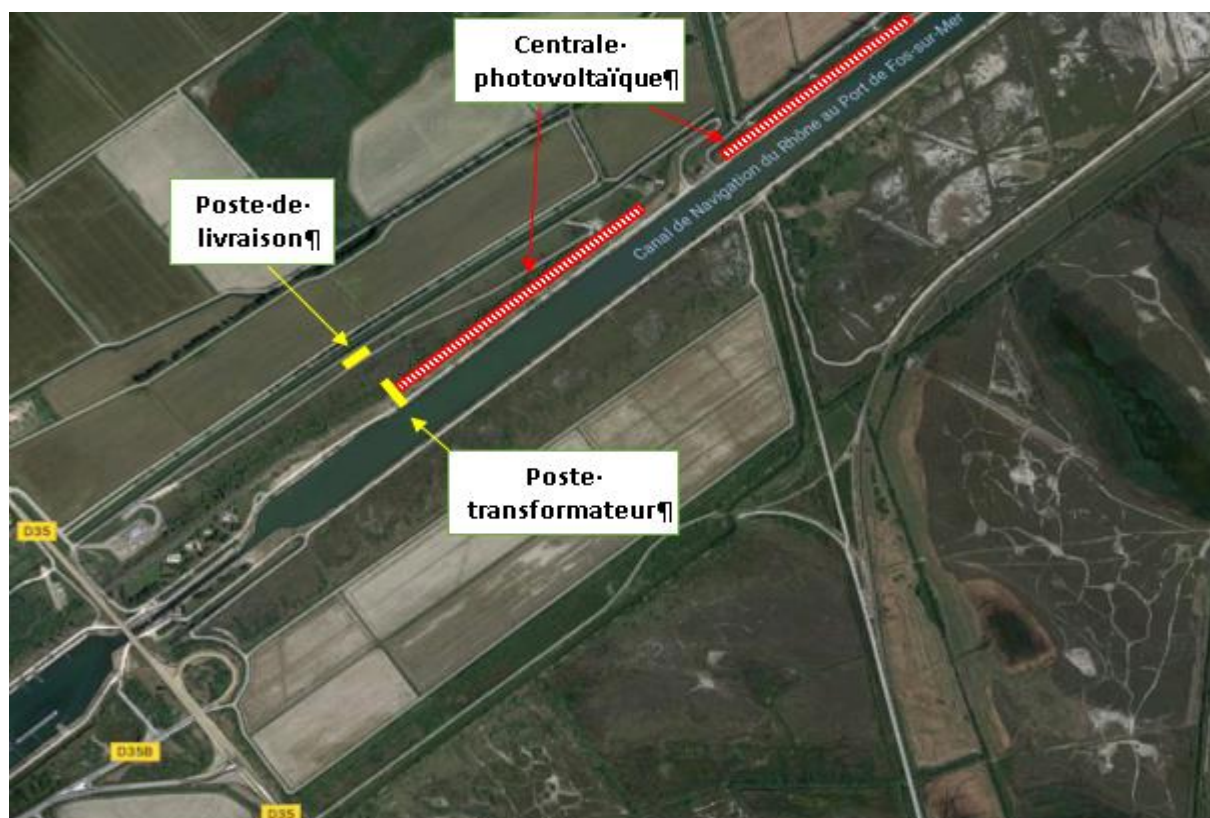 Centrale·
photovoltaïque¶
Canal de Navigation du Rhône au Port de Fos-sur-Mer
Poste·de·
livraison¶
Poste·
transformateur¶
D35
D35B
D35